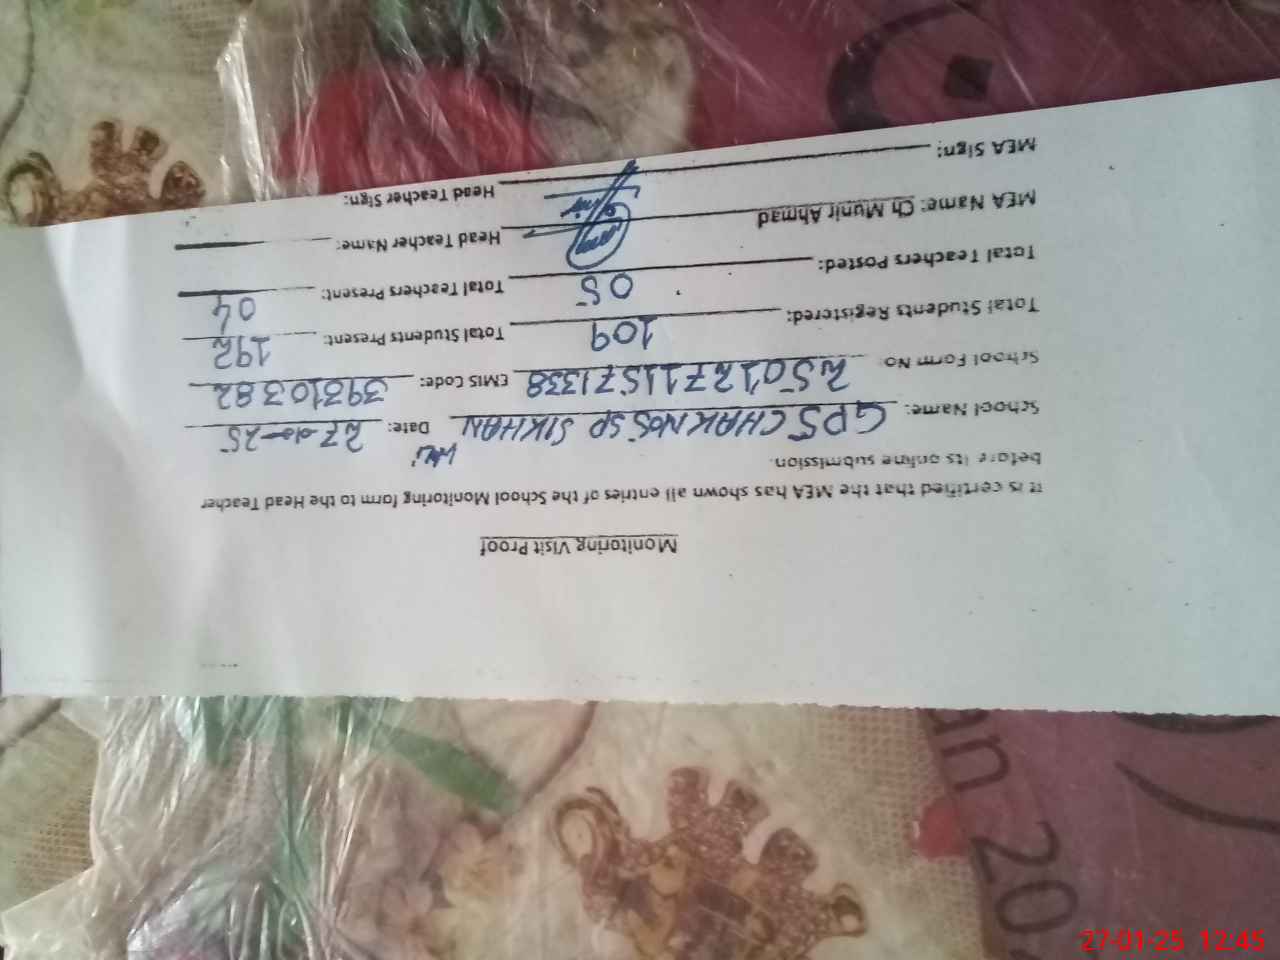 Monitoring Visit Proof
It is certified that the MEA has shown all entries of the School Monitoring form to the Head Teacher
before its online submission.
School Name: GPS CHAK NO5 SP SIKHAN Date: 27-01-25
School Form No: EMIS Code: 39310382
Total Students Registered: 109 Total Students Present: 192
Total Teachers Posted: 05 Total Teachers Present: 04
MEA Name: Ch Munir Ahmad Head Teacher Name:
MEA Sign: Head Teacher Sign:
an 20
27-01-25 12:45